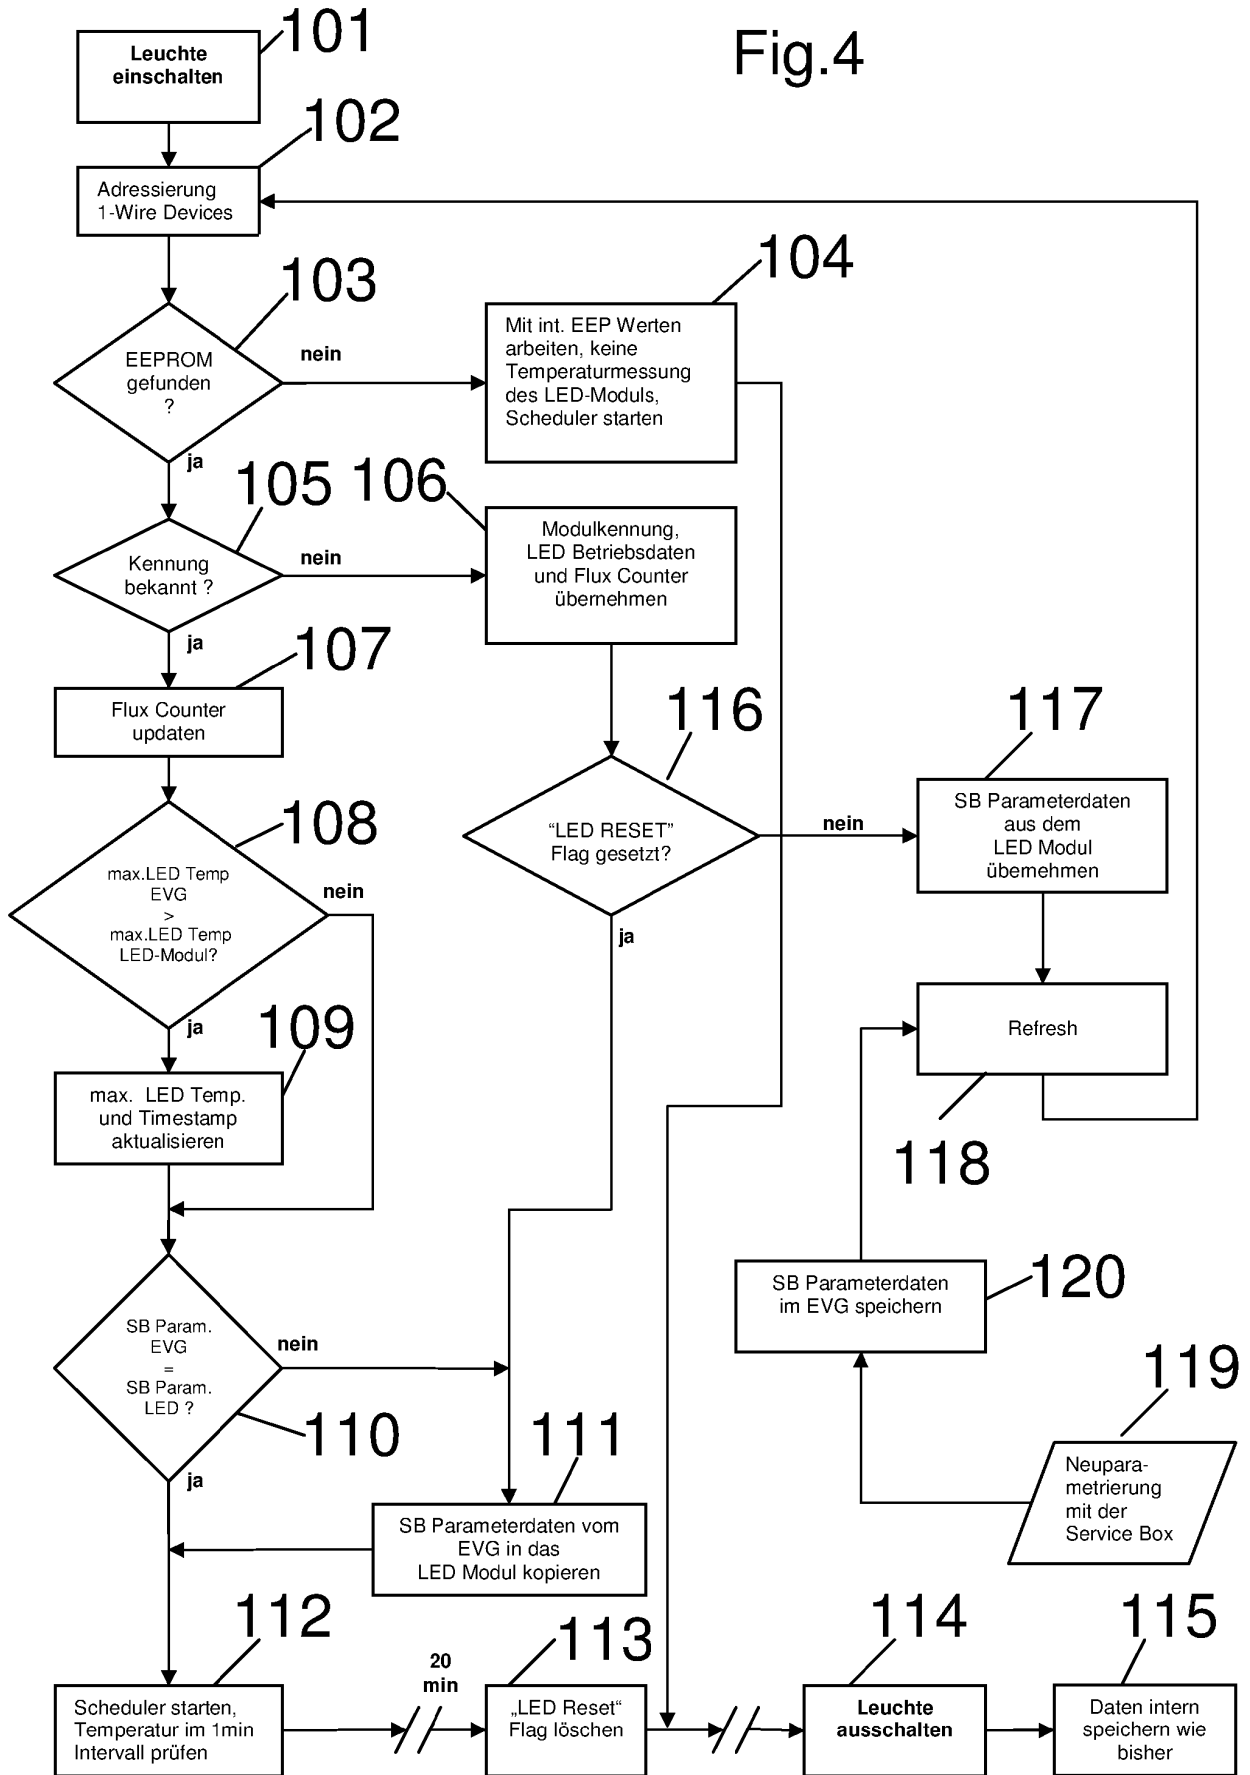 Fig.4
101
Leuchte
einschalten
102
Adressierung
1-Wire Devices
103
EEPROM
gefunden
?
nein
ja
104
Mit int. EEP Werten
arbeiten, keine
Temperaturmessung
des LED-Moduls,
Scheduler starten
105
Kennung
bekannt ?
nein
ja
106
Modulkennung,
LED Betriebsdaten
und Flux Counter
übernehmen
107
Flux Counter
updaten
116
“LED RESET”
Flag gesetzt?
nein
ja
117
SB Parameterdaten
aus dem
LED Modul
übernehmen
108
max.LED Temp
EVG
>
max.LED Temp
LED-Modul?
nein
ja
109
max. LED Temp.
und Timestamp
aktualisieren
Refresh
118
SB Param.
EVG
=
SB Param.
LED ?
nein
ja
110
111
SB Parameterdaten vom
EVG in das
LED Modul kopieren
SB Parameterdaten
im EVG speichern
120
119
Neupara-
metrierung
mit der
Service Box
112
Scheduler starten,
Temperatur im 1min
Intervall prüfen
20
min
113
„LED Reset“
Flag löschen
114
Leuchte
ausschalten
115
Daten intern
speichern wie
bisher